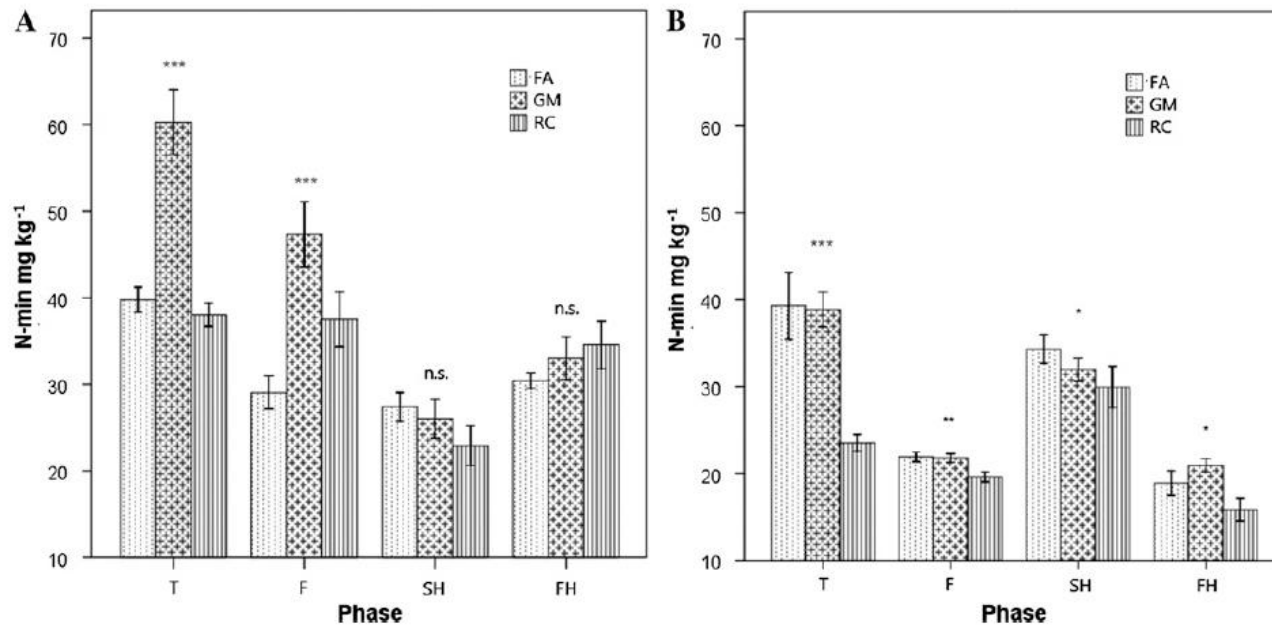 A
N-min mg kg⁻¹
70
60
50
40
30
20
10
***
***
n.s.
n.s.
FA
GM
RC
T F SH FH
Phase
B
N-min mg kg⁻¹
70
60
50
40
30
20
10
***
**
*
*
FA
GM
RC
T F SH FH
Phase